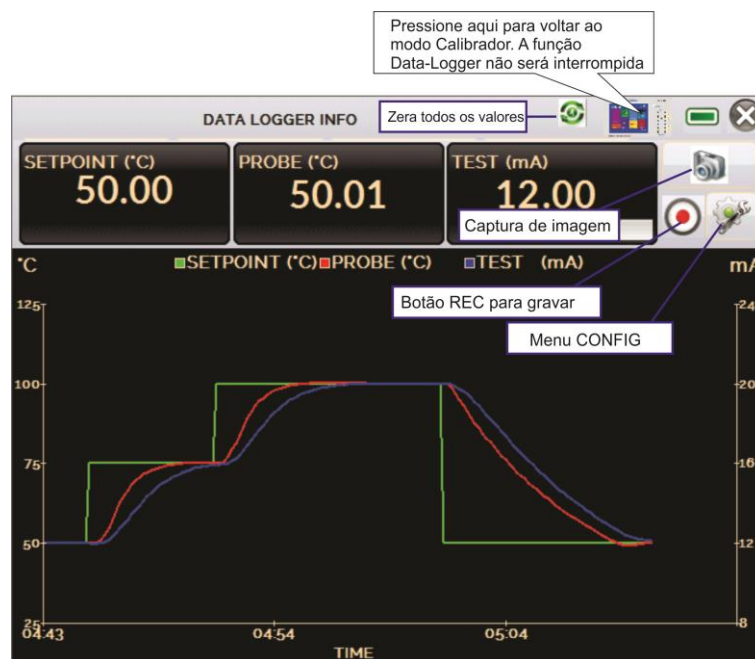 Pressione aqui para voltar ao
modo Calibrador. A função
Data-Logger não será interrompida
DATA LOGGER INFO
Zera todos os valores
SETPOINT (°C)
50.00
PROBE (°C)
50.01
TEST (mA)
12.00
Captura de imagem
°C
SETPOINT (°C)
PROBE (°C)
TEST (mA)
mA
Botão REC para gravar
Menu CONFIG
125
24
100
20
75
16
50
12
25
8
04:43
04:54
05:04
TIME